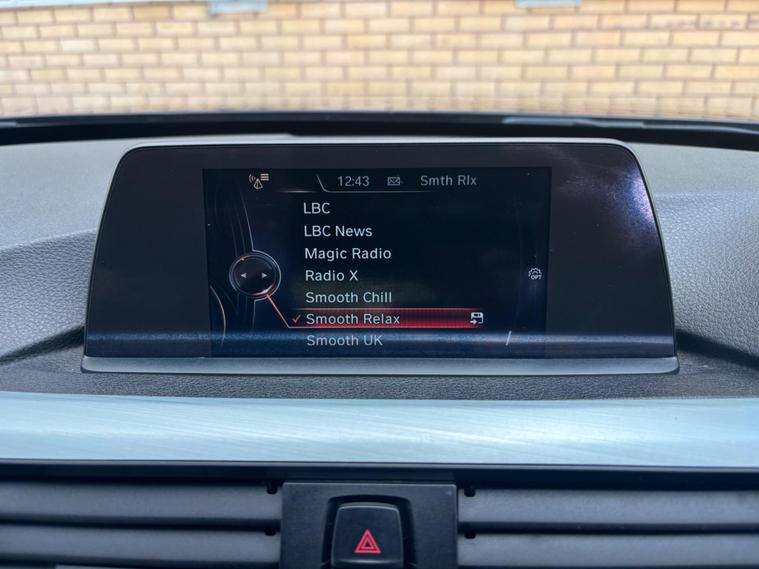 12:43 Smth Rlx
LBC
LBC News
Magic Radio
Radio X
Smooth Chill
Smooth Relax
Smooth UK
OPT